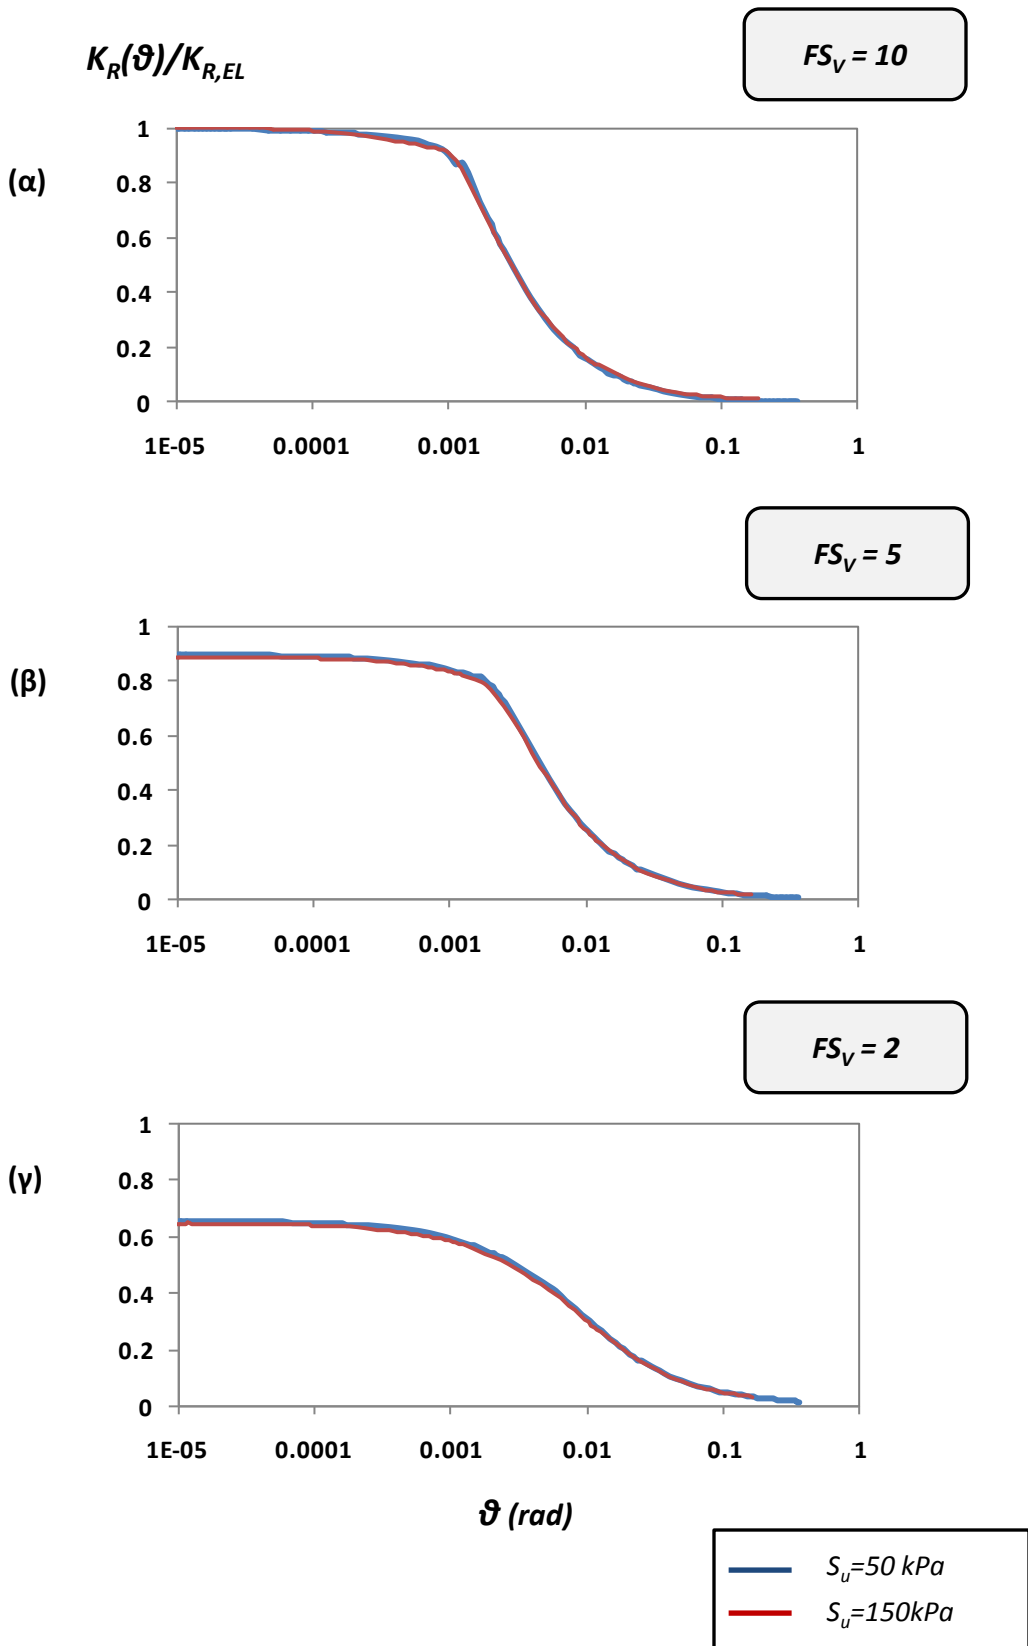 K_R(ϑ)/K_{R,EL}
FS_V = 10
(α)
1
0.8
0.6
0.4
0.2
0
1E-05 0.0001 0.001 0.01 0.1 1
FS_V = 5
(β)
1
0.8
0.6
0.4
0.2
0
1E-05 0.0001 0.001 0.01 0.1 1
FS_V = 2
(γ)
1
0.8
0.6
0.4
0.2
0
1E-05 0.0001 0.001 0.01 0.1 1
ϑ (rad)
S_u=50 kPa
S_u=150kPa